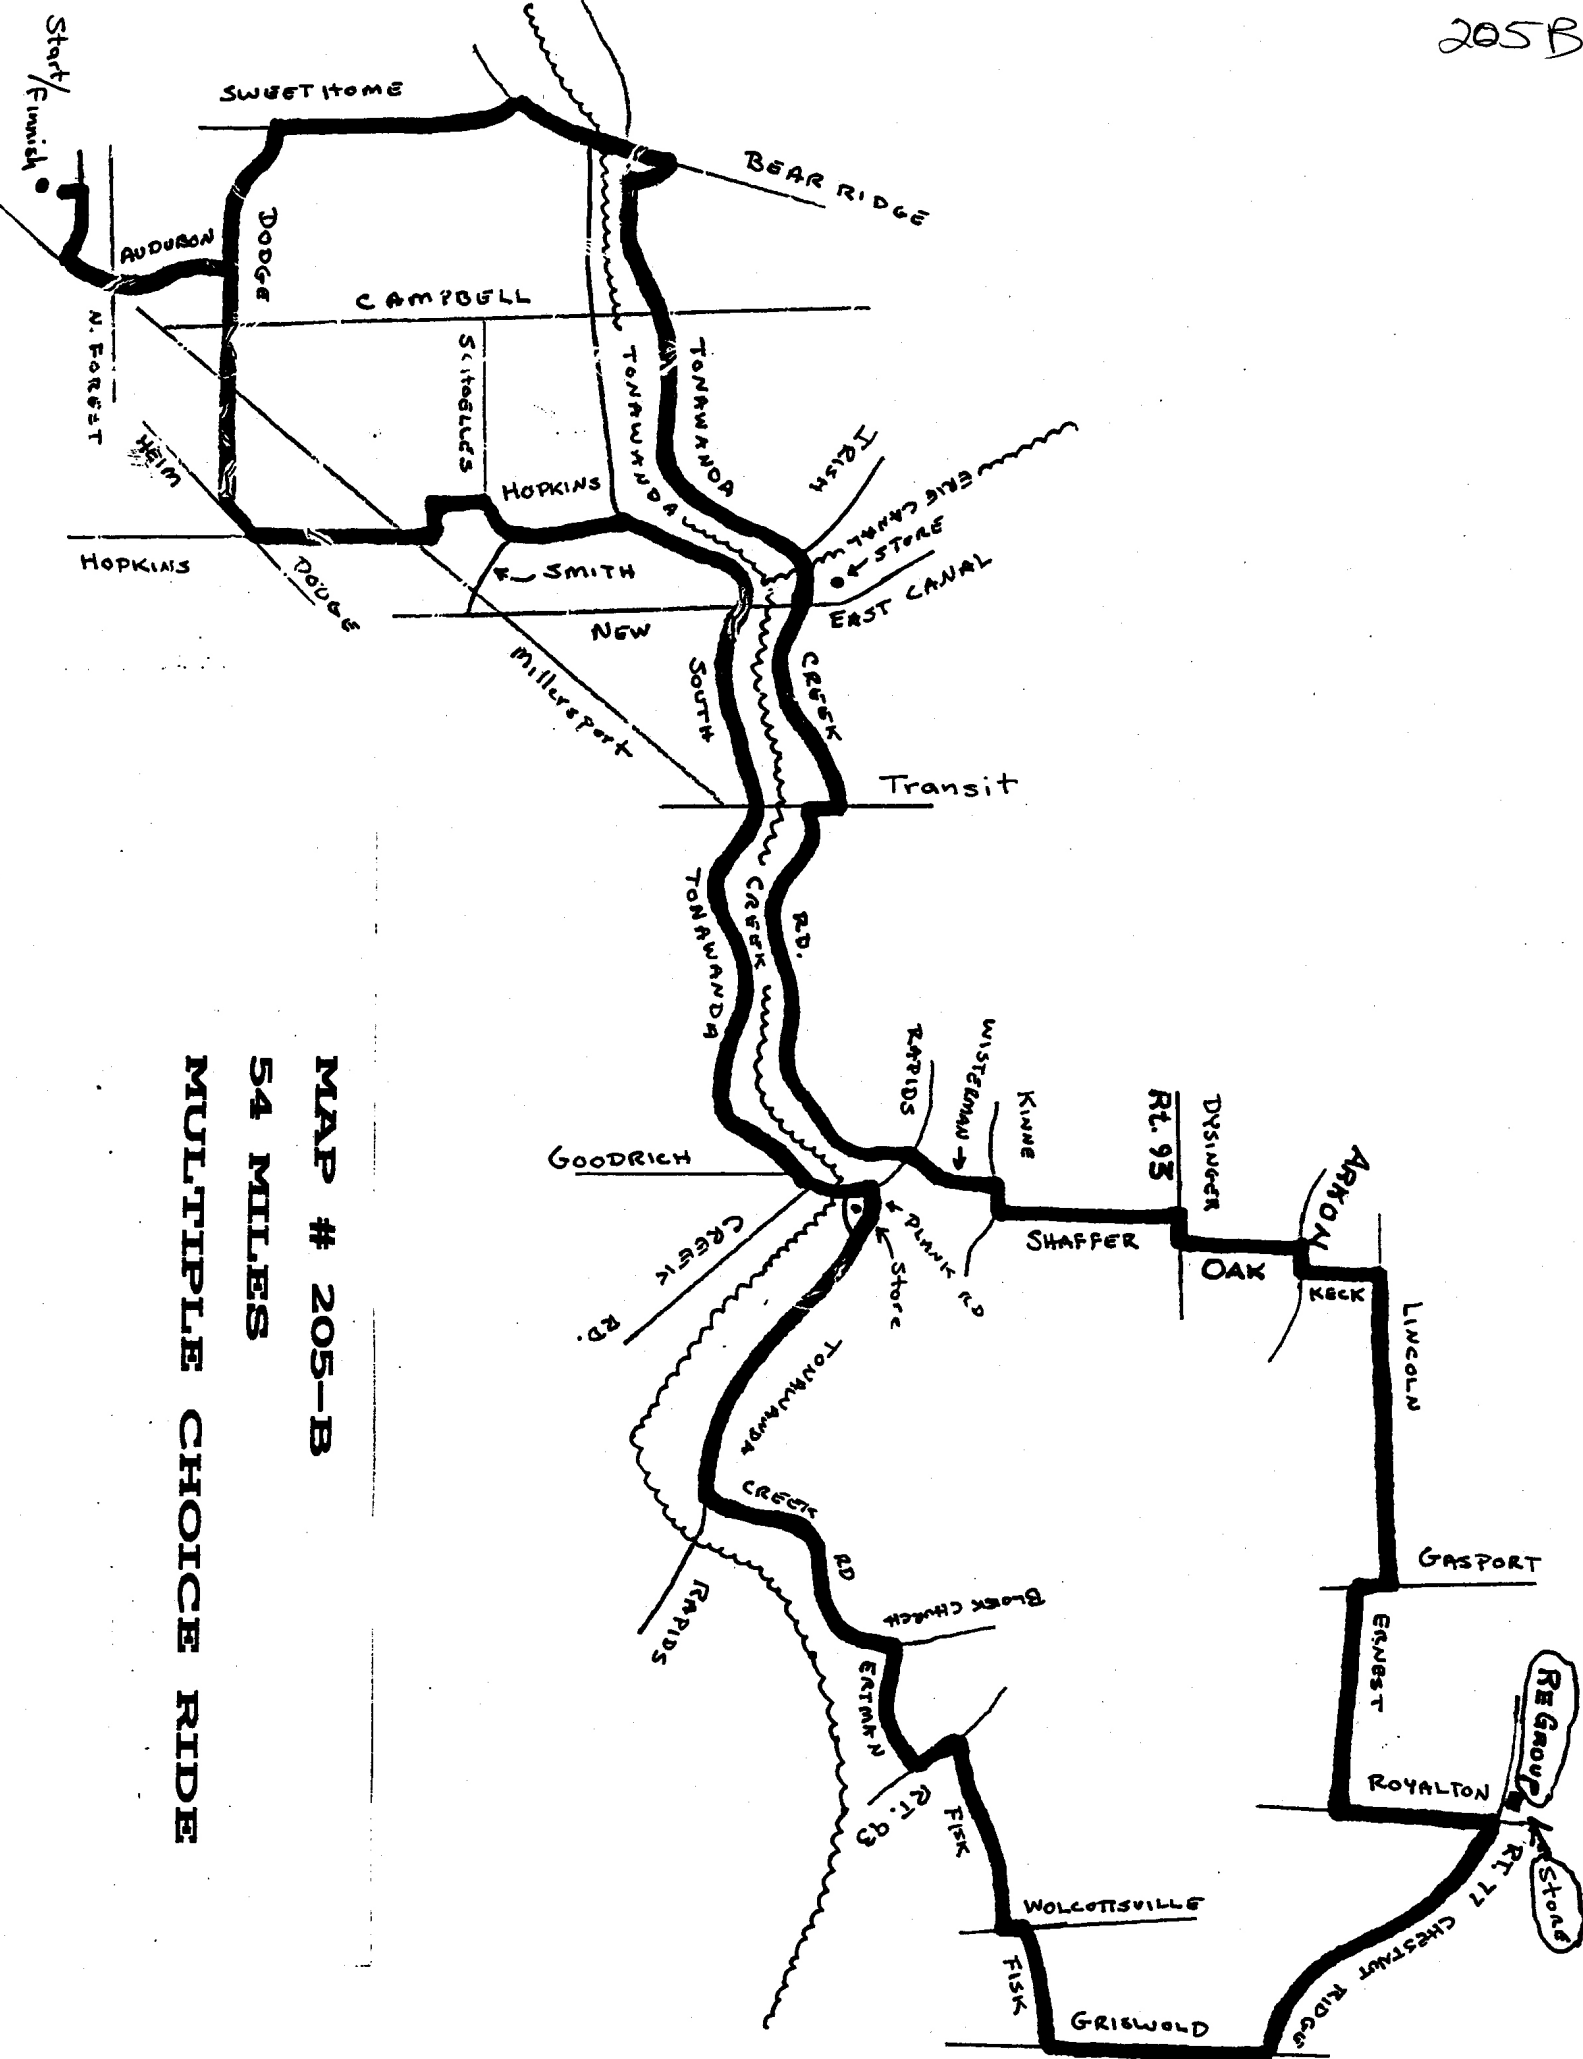 205B
Start/
Finnish
SWEET HOME
BEAR RIDGE
AUDUBON
DODGE
N. FOREST
CAMPBELL
HEIM
TONAWANDA
TONAWANDA
IRISH
ERIE CANAL
STORE
EAST CANAL
HOPKINS
HOPKINS
DODGE
SMITH
NEW
Millersport
SOUTH
CREEK
Transit
TONAWANDA
CREEK
RD.
RAPIDS
WISTERMAN
KINNE
DYSINGER
Rt. 93
AKRON
GOODRICH
CREEK
RD.
PLANK RD
Store
SHAFFER
OAK
KECK
LINCOLN
TONAWANDA
CREEK
RD
RAPIDS
BLOCK CHURCH
GASPORT
ERNEST
ERTMAN
RT. 93
FISK
ROYALTON
REGROUP
STORE
RT 77 CHESTNUT RIDGE
WOLCOTTSVILLE
FISK
GRISWOLD
MAP # 205-B
54 MILES
MULTIPLE CHOICE RIDE